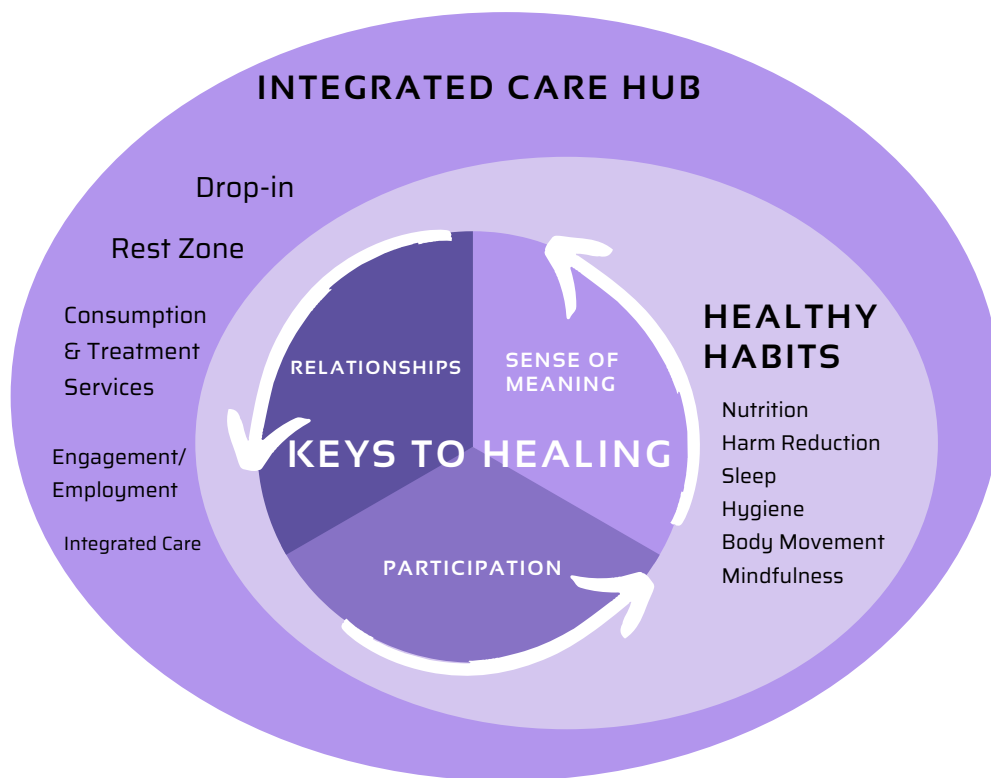 INTEGRATED CARE HUB
Drop-in
Rest Zone
Consumption
& Treatment
Services
Engagement/
Employment
Integrated Care
RELATIONSHIPS
SENSE OF
MEANING
KEYS TO HEALING
PARTICIPATION
HEALTHY
HABITS
Nutrition
Harm Reduction
Sleep
Hygiene
Body Movement
Mindfulness